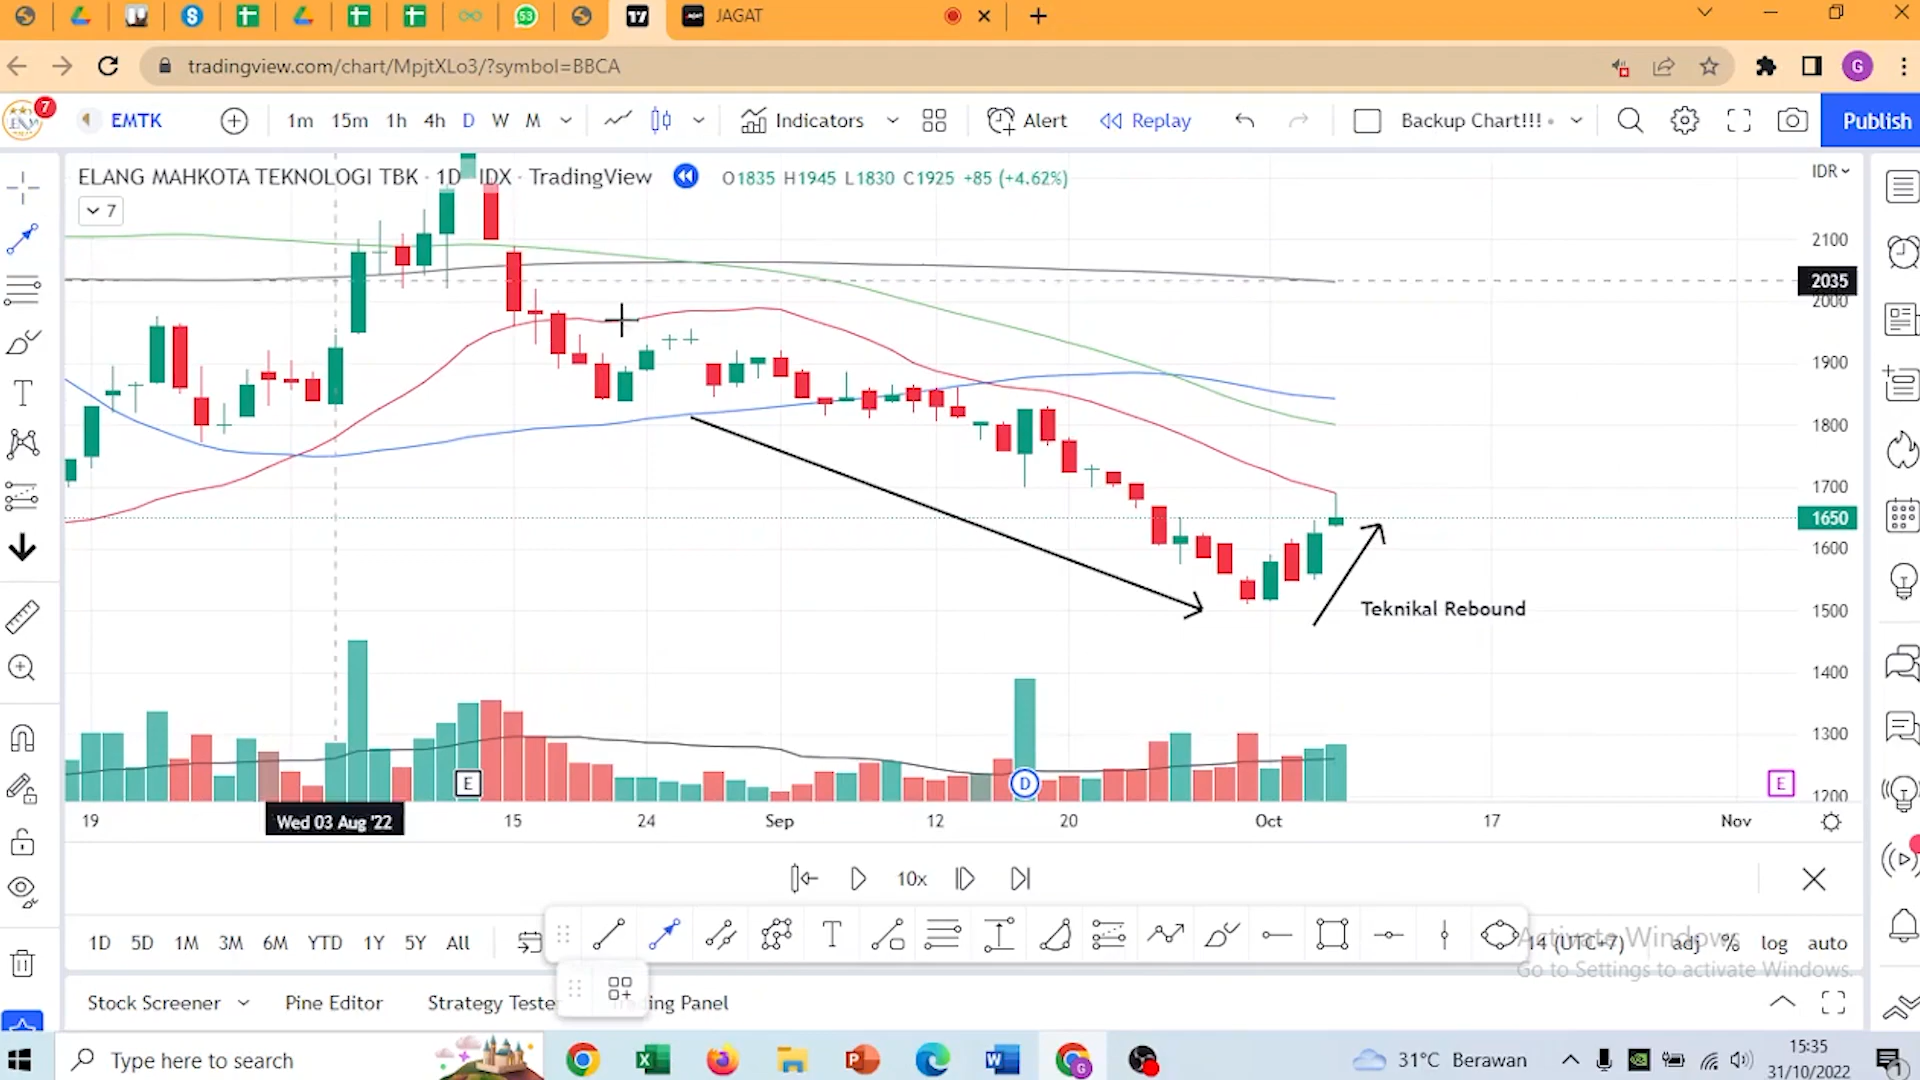 53
JAGAT
tradingview.com/chart/MpjtXLo3/?symbol=BBCA
G
7
EMTK
1m 15m 1h 4h D W M
Indicators
Alert
Replay
Backup Chart!!!
Publish
ELANG MAHKOTA TEKNOLOGI TBK · 1D · IDX · TradingView
O1835 H1945 L1830 C1925 +85 (+4.62%)
IDR
7
2100
2035
2000
1900
1800
1700
1650
1600
1500
1400
1300
1200
Teknikal Rebound
E
D
E
19
Wed 03 Aug '22
15
24
Sep
12
20
Oct
17
Nov
10x
1D 5D 1M 3M 6M YTD 1Y 5Y All
14 (UTC+7)
adj % log auto
Activate Windows
Go to Settings to activate Windows.
Stock Screener
Pine Editor
Strategy Teste
Panel
Type here to search
31°C Berawan
15:35
31/10/2022
1